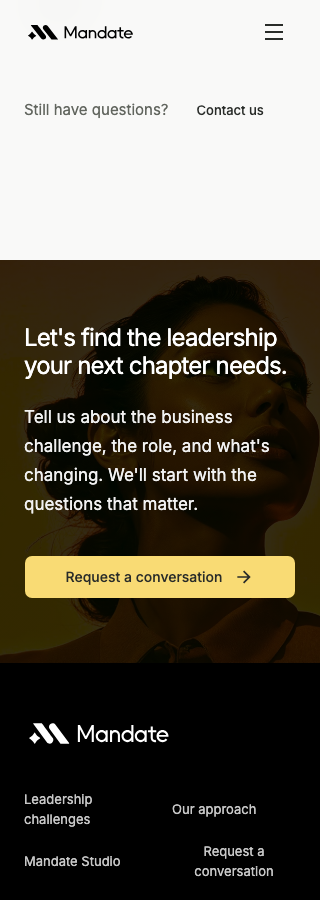 Mandate
Still have questions? Contact us
Let's find the leadership
your next chapter needs.
Tell us about the business
challenge, the role, and what's
changing. We'll start with the
questions that matter.
Request a conversation
Mandate
Leadership
challenges
Our approach
Mandate Studio
Request a
conversation